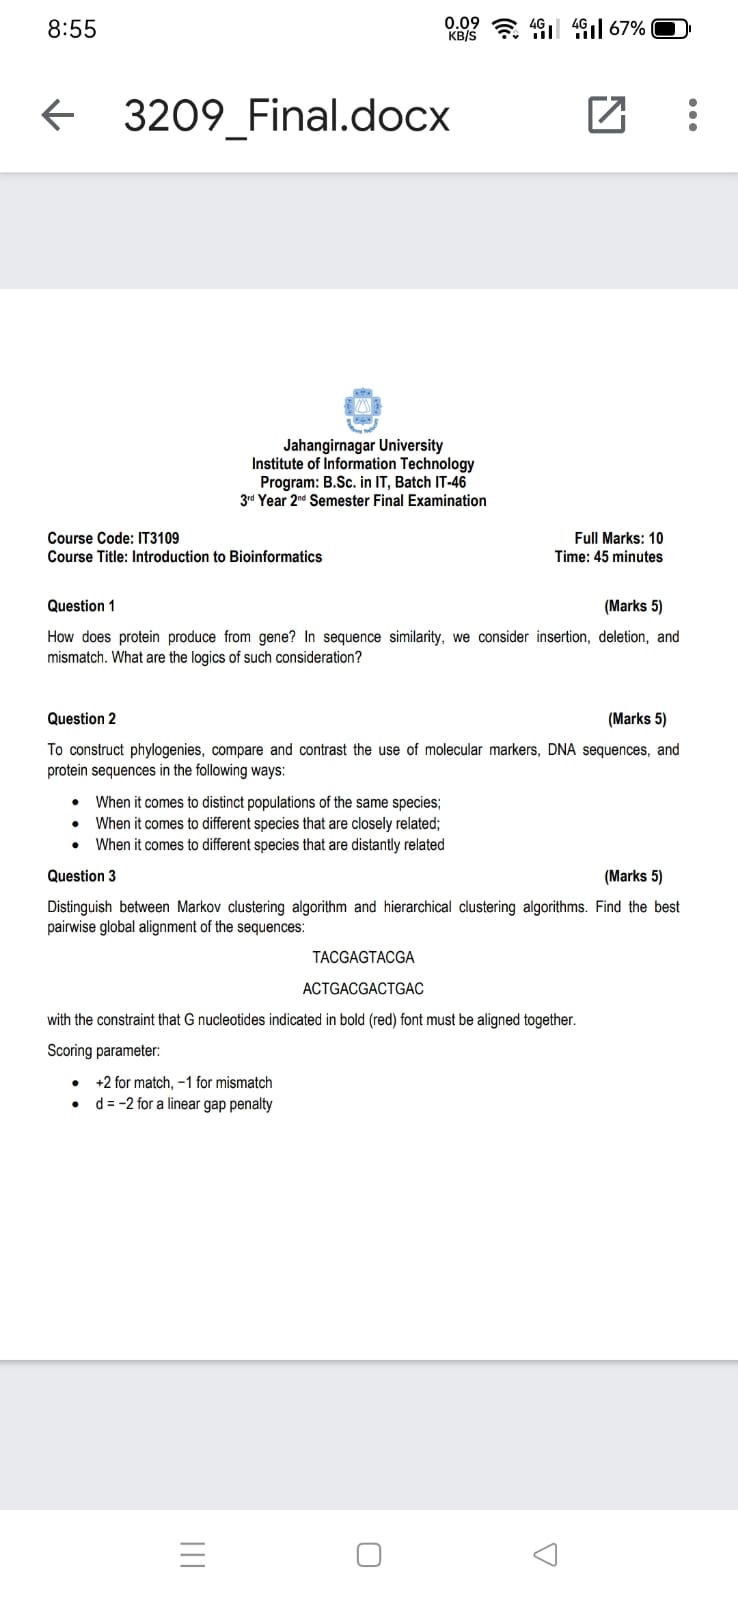 8:55
0.09 KB/S 4G 4G 67%
3209_Final.docx
Jahangirnagar University
Institute of Information Technology
Program: B.Sc. in IT, Batch IT-46
3rd Year 2nd Semester Final Examination
Course Code: IT3109 Full Marks: 10
Course Title: Introduction to Bioinformatics Time: 45 minutes
Question 1 (Marks 5)
How does protein produce from gene? In sequence similarity, we consider insertion, deletion, and
mismatch. What are the logics of such consideration?
Question 2 (Marks 5)
To construct phylogenies, compare and contrast the use of molecular markers, DNA sequences, and
protein sequences in the following ways:
• When it comes to distinct populations of the same species;
• When it comes to different species that are closely related;
• When it comes to different species that are distantly related
Question 3 (Marks 5)
Distinguish between Markov clustering algorithm and hierarchical clustering algorithms. Find the best
pairwise global alignment of the sequences:
TACGAGTACGA
ACTGACGACTGAC
with the constraint that G nucleotides indicated in bold (red) font must be aligned together.
Scoring parameter:
• +2 for match, −1 for mismatch
• d = −2 for a linear gap penalty